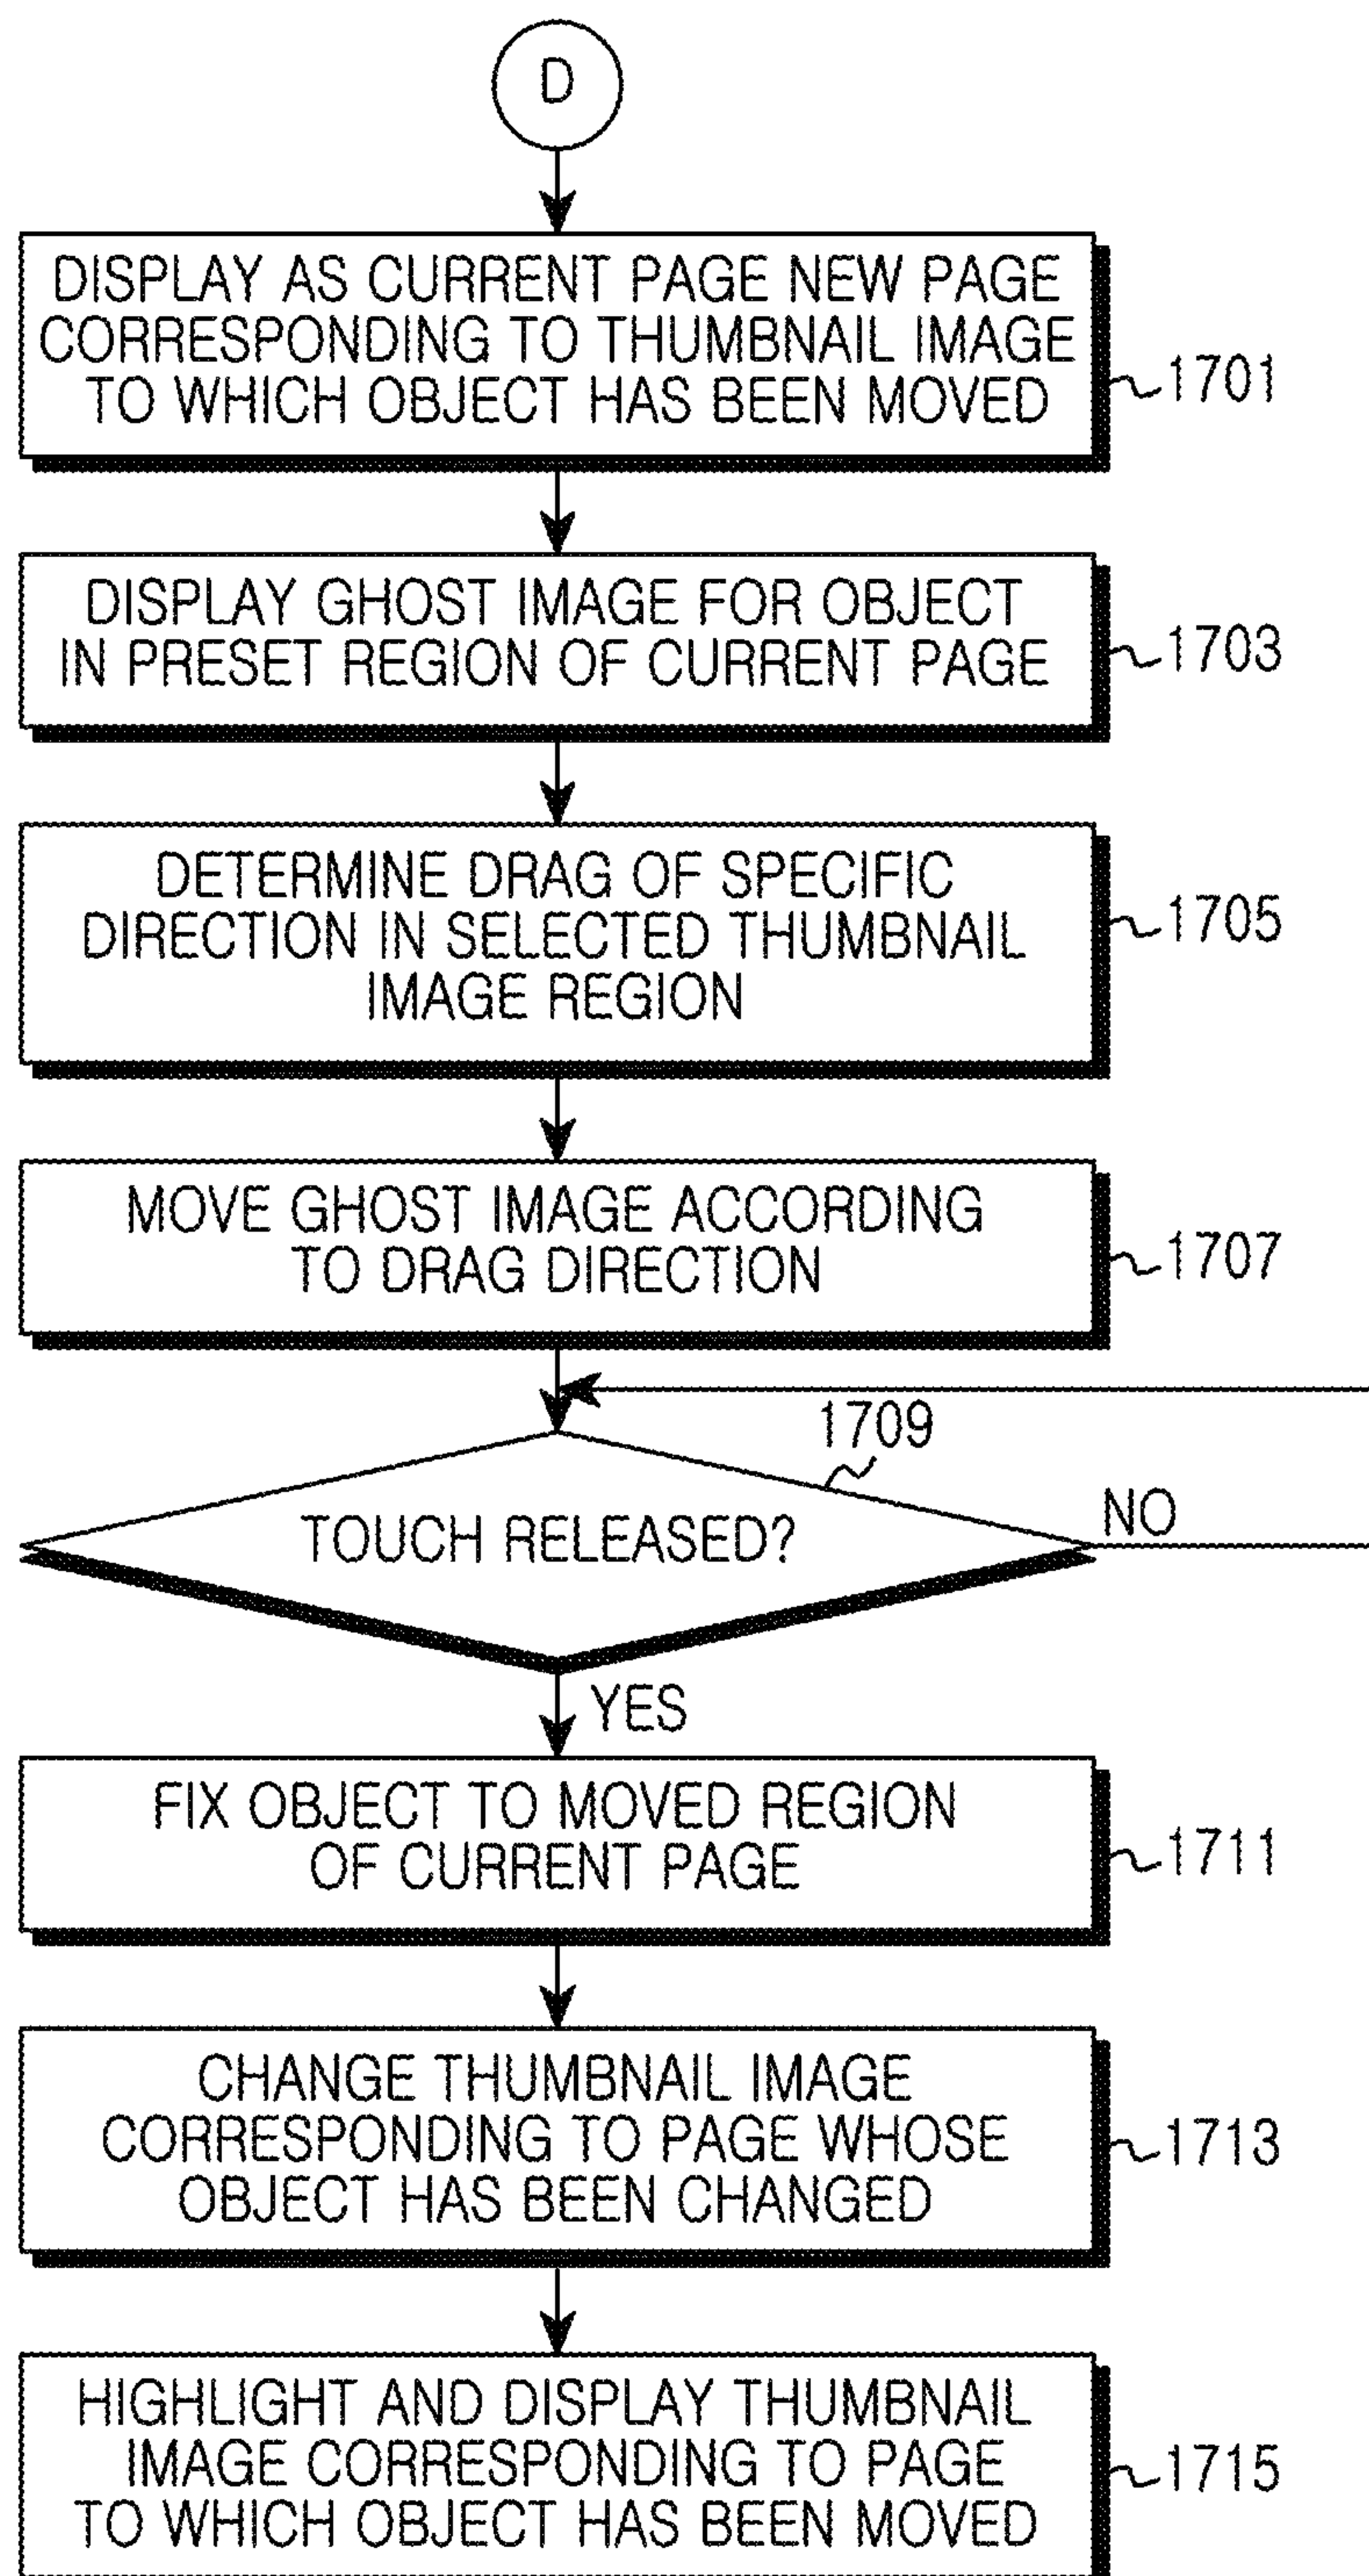 D
DISPLAY AS CURRENT PAGE NEW PAGE
CORRESPONDING TO THUMBNAIL IMAGE
TO WHICH OBJECT HAS BEEN MOVED
1701
DISPLAY GHOST IMAGE FOR OBJECT
IN PRESET REGION OF CURRENT PAGE
1703
DETERMINE DRAG OF SPECIFIC
DIRECTION IN SELECTED THUMBNAIL
IMAGE REGION
1705
MOVE GHOST IMAGE ACCORDING
TO DRAG DIRECTION
1707
1709
TOUCH RELEASED?
NO
YES
FIX OBJECT TO MOVED REGION
OF CURRENT PAGE
1711
CHANGE THUMBNAIL IMAGE
CORRESPONDING TO PAGE WHOSE
OBJECT HAS BEEN CHANGED
1713
HIGHLIGHT AND DISPLAY THUMBNAIL
IMAGE CORRESPONDING TO PAGE
TO WHICH OBJECT HAS BEEN MOVED
1715